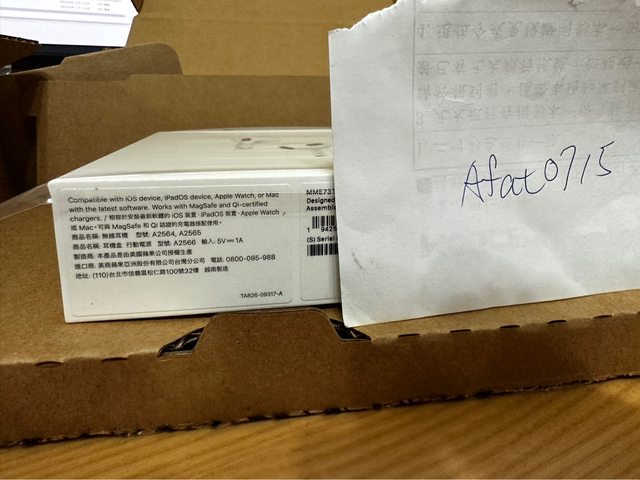 Compatible with iOS device, iPadOS device, Apple Watch, or Mac
with the latest software. Works with MagSafe and Qi-certified
chargers. / 相容於安裝最新軟體的 iOS 裝置、iPadOS 裝置、Apple Watch
或 Mac。可與 MagSafe 和 Qi 認證的充電器搭配使用。
商品名稱: 無線耳機 型號: A2564, A2565
商品名稱: 耳機盒 行動電源 型號: A2566 輸入: 5V⎓1A
製造商: 本產品是由美國蘋果公司授權生產
進口商: 美商蘋果亞洲股份有限公司台灣分公司 電話: 0800-095-988
地址: (110)台北市信義區松仁路100號32樓 越南製造
TA826-09317-A
MME73T
Designed
Assemble
1 9425
(S) Serial
Afat0715